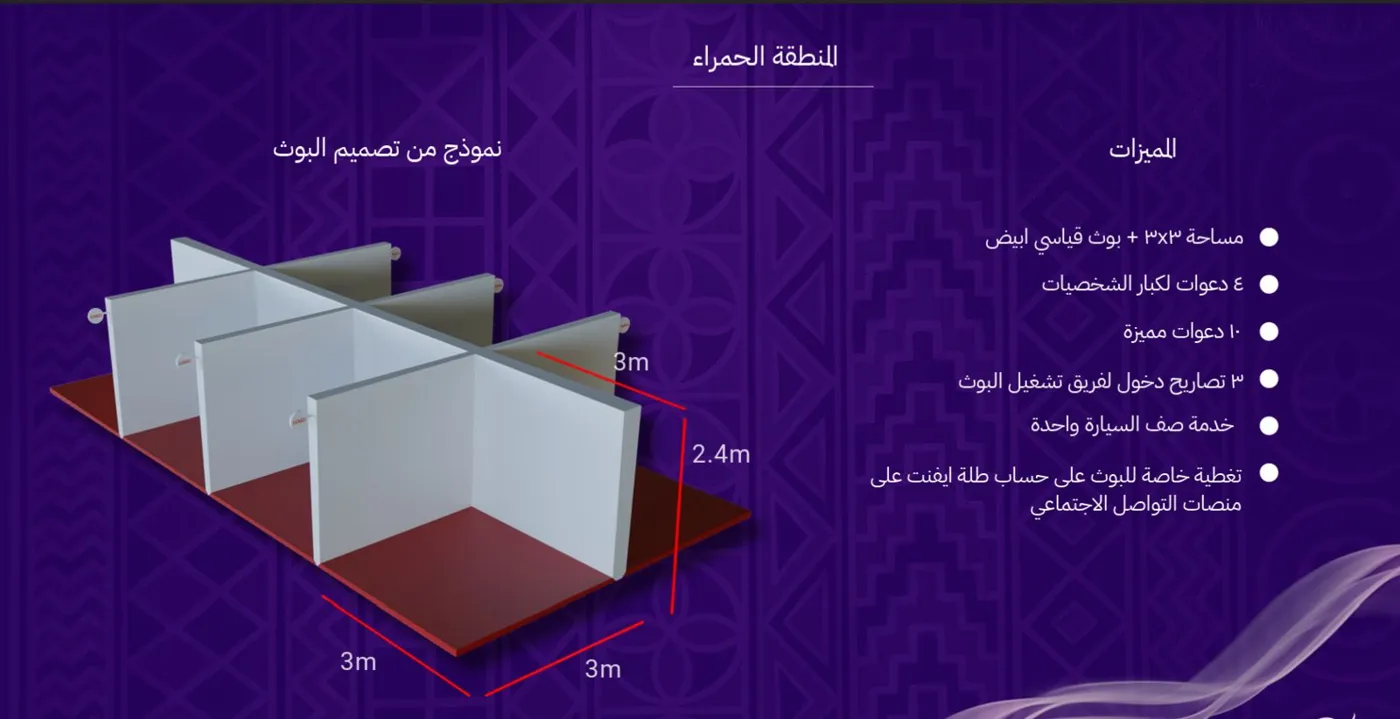 المنطقة الحمراء
المميزات
مساحة ٣x٣ + بوث قياسي ابيض
٤ دعوات لكبار الشخصيات
١٠ دعوات مميزة
٣ تصاريح دخول لفريق تشغيل البوث
خدمة صف السيارة واحدة
تغطية خاصة للبوث على حساب طلة ايفنت على
منصات التواصل الاجتماعي
نموذج من تصميم البوث
3m
2.4m
3m
3m